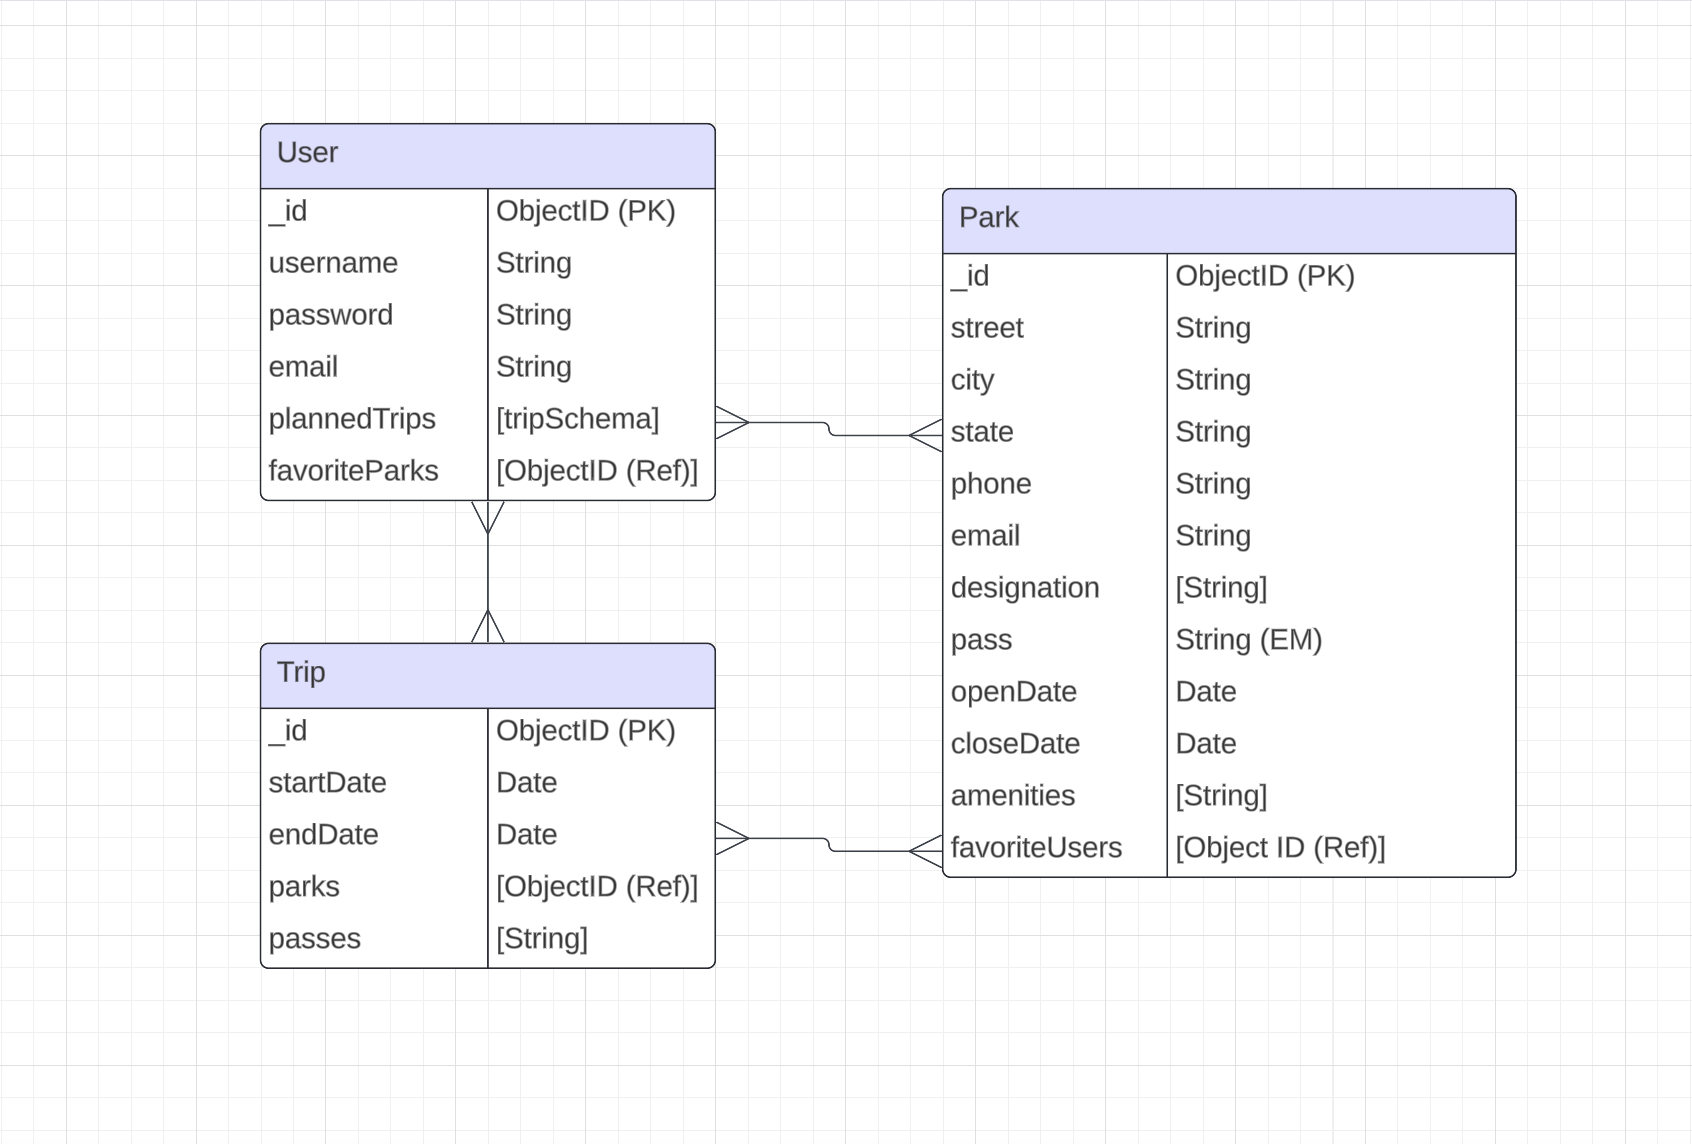 User
_id ObjectID (PK)
username String
password String
email String
plannedTrips [tripSchema]
favoriteParks [ObjectID (Ref)]
Park
_id ObjectID (PK)
street String
city String
state String
phone String
email String
designation [String]
pass String (EM)
openDate Date
closeDate Date
amenities [String]
favoriteUsers [Object ID (Ref)]
Trip
_id ObjectID (PK)
startDate Date
endDate Date
parks [ObjectID (Ref)]
passes [String]